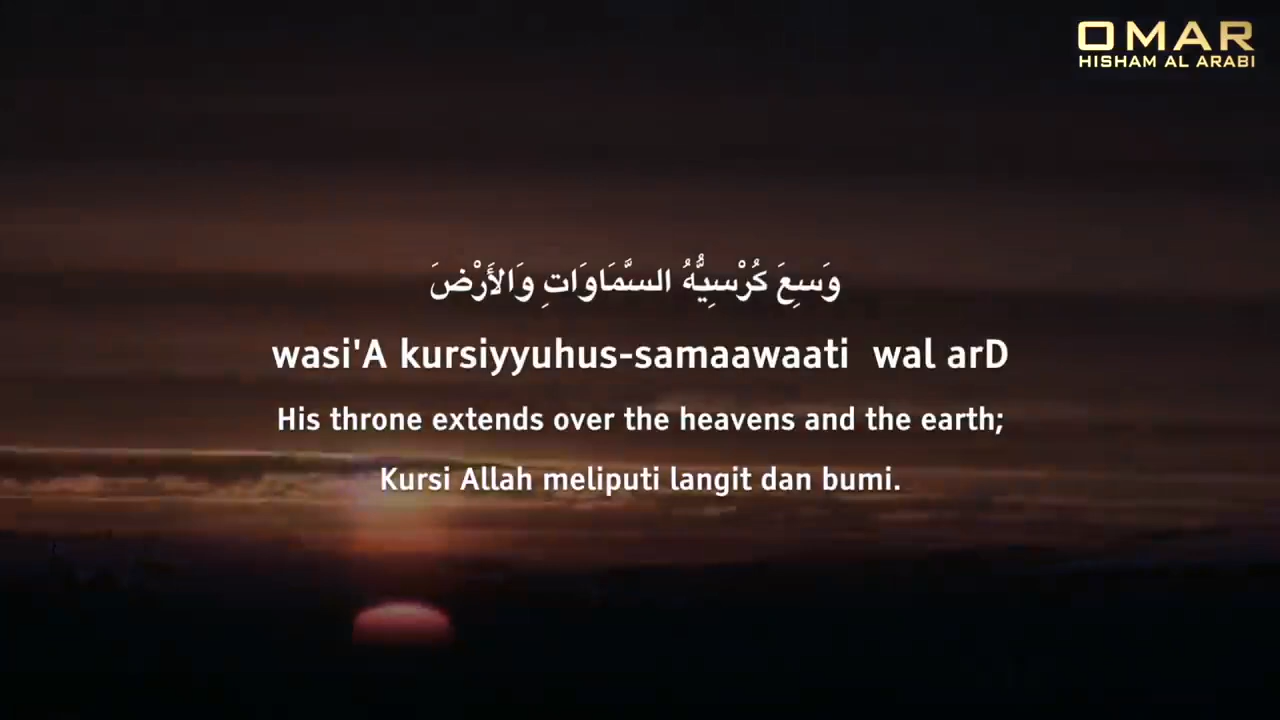 OMAR
HISHAM AL ARABI
وَسِعَ كُرْسِيُّهُ السَّمَاوَاتِ وَالأَرْضَ
wasi'A kursiyyuhus-samaawaati wal arD
His throne extends over the heavens and the earth;
Kursi Allah meliputi langit dan bumi.